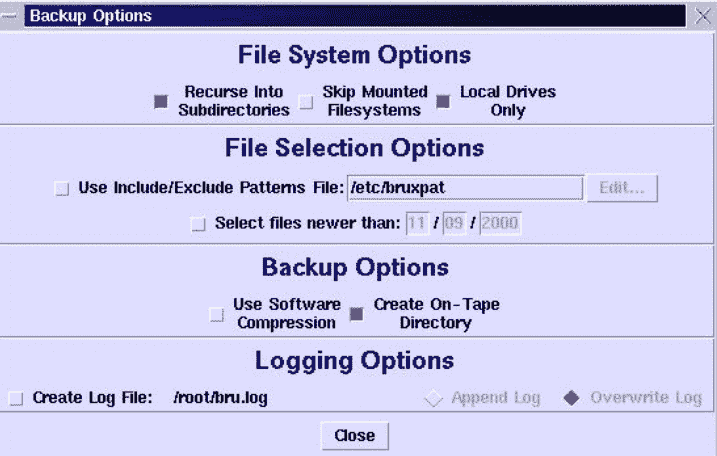 Backup Options
File System Options
Recurse Into Subdirectories Skip Mounted Filesystems Local Drives Only
File Selection Options
Use Include/Exclude Patterns File: /etc/bruxpat Edit...
Select files newer than: 11 / 09 / 2000
Backup Options
Use Software Compression Create On-Tape Directory
Logging Options
Create Log File: /root/bru.log Append Log Overwrite Log
Close